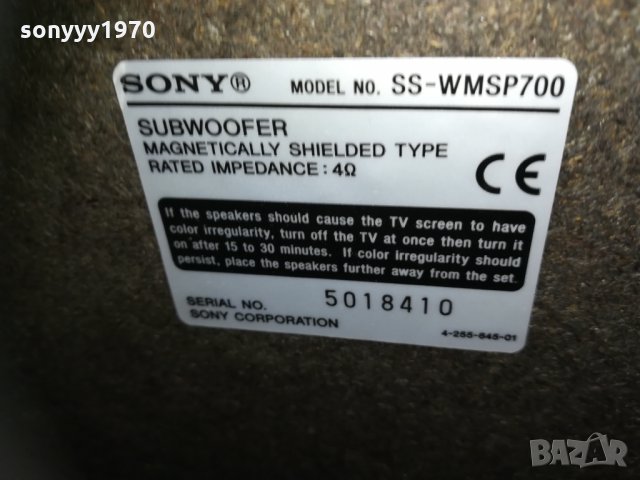 sonyyy1970
SONY® MODEL NO. SS-WMSP700
SUBWOOFER
MAGNETICALLY SHIELDED TYPE
RATED IMPEDANCE : 4Ω
CE
If the speakers should cause the TV screen to have
color irregularity, turn off the TV at once then turn it
on after 15 to 30 minutes. If color irregularity should
persist, place the speakers further away from the set.
SERIAL NO. 5018410
SONY CORPORATION
4-255-645-01
BAZAR